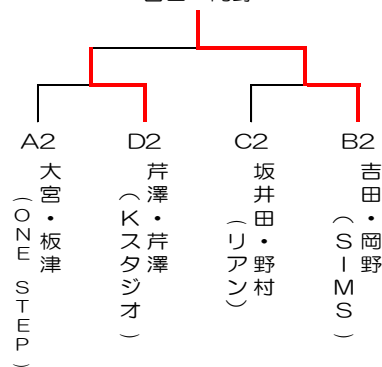 A2
大宮・板津
（ONE STEP）
D2
芹澤・芹澤
（Kスタジオ）
C2
坂井田・野村
（リアン）
B2
吉田・岡野
（SIMS）